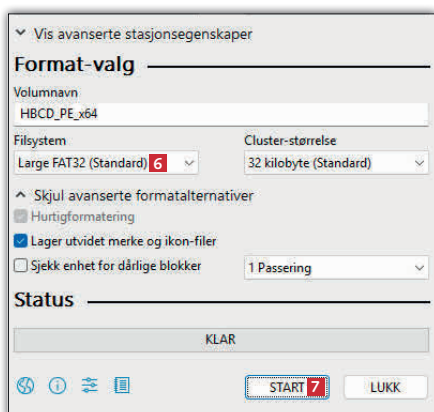 Vis avanserte stasjonsegenskaper
Format-valg
Volumnavn
HBCD_PE_x64
Filsystem Cluster-størrelse
Large FAT32 (Standard) 6 32 kilobyte (Standard)
Skjul avanserte formatalternativer
Hurtigformatering
Lager utvidet merke og ikon-filer
Sjekk enhet for dårlige blokker 1 Passering
Status
KLAR
START 7 LUKK